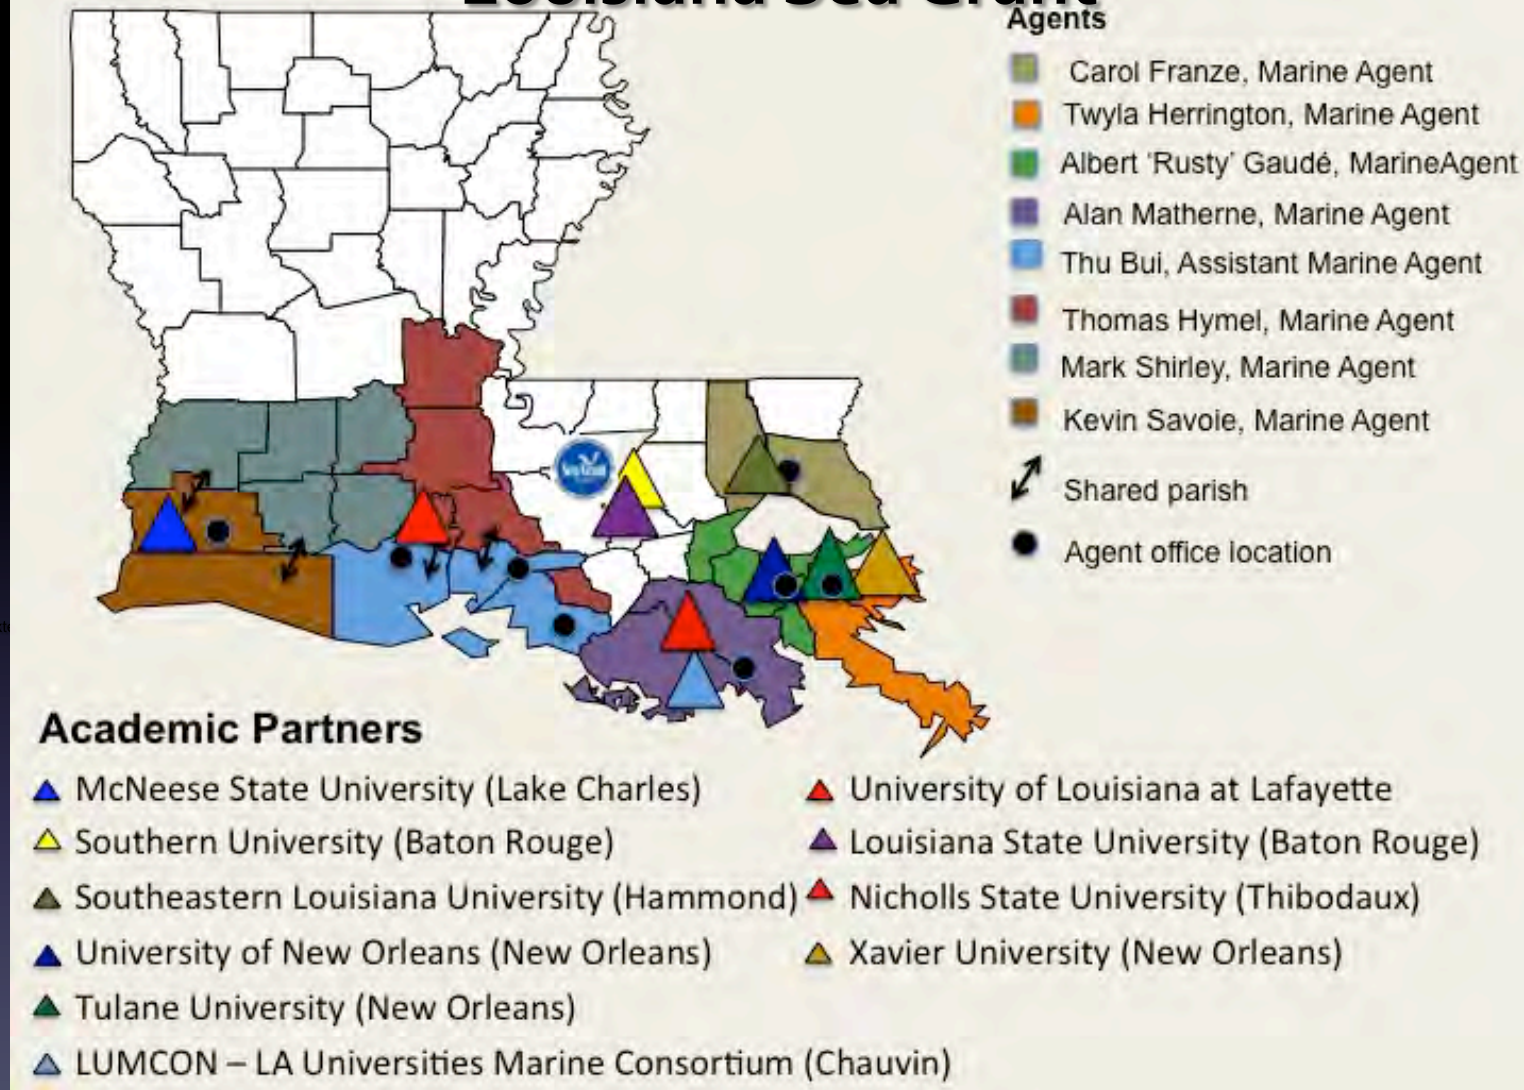 Louisiana Sea Grant
Agents
Carol Franze, Marine Agent
Twyla Herrington, Marine Agent
Albert ‘Rusty’ Gaudé, MarineAgent
Alan Matherne, Marine Agent
Thu Bui, Assistant Marine Agent
Thomas Hymel, Marine Agent
Mark Shirley, Marine Agent
Kevin Savoie, Marine Agent
Shared parish
Agent office location
Academic Partners
McNeese State University (Lake Charles)
Southern University (Baton Rouge)
Southeastern Louisiana University (Hammond)
University of New Orleans (New Orleans)
Tulane University (New Orleans)
LUMCON – LA Universities Marine Consortium (Chauvin)
University of Louisiana at Lafayette
Louisiana State University (Baton Rouge)
Nicholls State University (Thibodaux)
Xavier University (New Orleans)